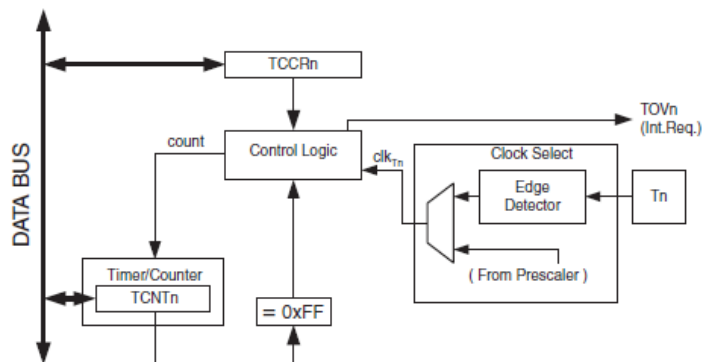 TCCRn
TOVn
(Int.Req.)
count
Control Logic
clkTn
Clock Select
Edge
Detector
Tn
DATA BUS
Timer/Counter
TCNTn
= 0xFF
( From Prescaler )